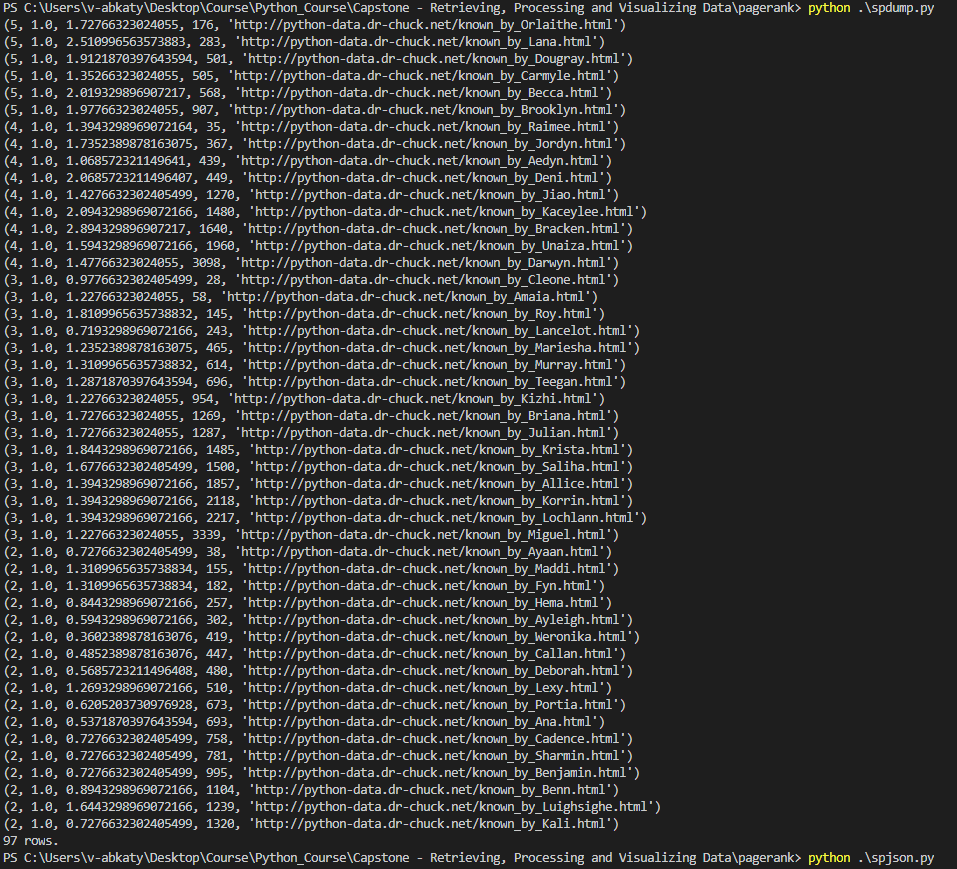 PS C:\Users\v-abkaty\Desktop\Course\Python_Course\Capstone - Retrieving, Processing and Visualizing Data\pagerank> python .\spdump.py
(5, 1.0, 1.72766323024055, 176, 'http://python-data.dr-chuck.net/known_by_Orlaithe.html')
(5, 1.0, 2.510996563573883, 283, 'http://python-data.dr-chuck.net/known_by_Lana.html')
(5, 1.0, 1.9121870397643594, 501, 'http://python-data.dr-chuck.net/known_by_Dougray.html')
(5, 1.0, 1.35266323024055, 505, 'http://python-data.dr-chuck.net/known_by_Carmyle.html')
(5, 1.0, 2.019329896907217, 568, 'http://python-data.dr-chuck.net/known_by_Becca.html')
(5, 1.0, 1.97766323024055, 907, 'http://python-data.dr-chuck.net/known_by_Brooklyn.html')
(4, 1.0, 1.3943298969072164, 35, 'http://python-data.dr-chuck.net/known_by_Raimee.html')
(4, 1.0, 1.7352389878163075, 367, 'http://python-data.dr-chuck.net/known_by_Jordyn.html')
(4, 1.0, 1.068572321149641, 439, 'http://python-data.dr-chuck.net/known_by_Aedyn.html')
(4, 1.0, 2.0685723211496407, 449, 'http://python-data.dr-chuck.net/known_by_Deni.html')
(4, 1.0, 1.4276632302405499, 1270, 'http://python-data.dr-chuck.net/known_by_Jiao.html')
(4, 1.0, 2.0943298969072166, 1480, 'http://python-data.dr-chuck.net/known_by_Kaceylee.html')
(4, 1.0, 2.894329896907217, 1640, 'http://python-data.dr-chuck.net/known_by_Bracken.html')
(4, 1.0, 1.5943298969072166, 1960, 'http://python-data.dr-chuck.net/known_by_Unaiza.html')
(4, 1.0, 1.47766323024055, 3098, 'http://python-data.dr-chuck.net/known_by_Darwyn.html')
(3, 1.0, 0.9776632302405499, 28, 'http://python-data.dr-chuck.net/known_by_Cleone.html')
(3, 1.0, 1.22766323024055, 58, 'http://python-data.dr-chuck.net/known_by_Amaia.html')
(3, 1.0, 1.8109965635738832, 145, 'http://python-data.dr-chuck.net/known_by_Roy.html')
(3, 1.0, 0.7193298969072166, 243, 'http://python-data.dr-chuck.net/known_by_Lancelot.html')
(3, 1.0, 1.2352389878163075, 465, 'http://python-data.dr-chuck.net/known_by_Mariesha.html')
(3, 1.0, 1.3109965635738832, 614, 'http://python-data.dr-chuck.net/known_by_Murray.html')
(3, 1.0, 1.2871870397643594, 696, 'http://python-data.dr-chuck.net/known_by_Teegan.html')
(3, 1.0, 1.22766323024055, 954, 'http://python-data.dr-chuck.net/known_by_Kizhi.html')
(3, 1.0, 1.72766323024055, 1269, 'http://python-data.dr-chuck.net/known_by_Briana.html')
(3, 1.0, 1.72766323024055, 1287, 'http://python-data.dr-chuck.net/known_by_Julian.html')
(3, 1.0, 1.8443298969072166, 1485, 'http://python-data.dr-chuck.net/known_by_Krista.html')
(3, 1.0, 1.6776632302405499, 1500, 'http://python-data.dr-chuck.net/known_by_Saliha.html')
(3, 1.0, 1.3943298969072166, 1857, 'http://python-data.dr-chuck.net/known_by_Allice.html')
(3, 1.0, 1.3943298969072166, 2118, 'http://python-data.dr-chuck.net/known_by_Korrin.html')
(3, 1.0, 1.3943298969072166, 2217, 'http://python-data.dr-chuck.net/known_by_Lochlann.html')
(3, 1.0, 1.22766323024055, 3339, 'http://python-data.dr-chuck.net/known_by_Miguel.html')
(2, 1.0, 0.7276632302405499, 38, 'http://python-data.dr-chuck.net/known_by_Ayaan.html')
(2, 1.0, 1.3109965635738834, 155, 'http://python-data.dr-chuck.net/known_by_Maddi.html')
(2, 1.0, 1.3109965635738834, 182, 'http://python-data.dr-chuck.net/known_by_Fyn.html')
(2, 1.0, 0.8443298969072166, 257, 'http://python-data.dr-chuck.net/known_by_Hema.html')
(2, 1.0, 0.5943298969072166, 302, 'http://python-data.dr-chuck.net/known_by_Ayleigh.html')
(2, 1.0, 0.3602389878163076, 419, 'http://python-data.dr-chuck.net/known_by_Weronika.html')
(2, 1.0, 0.4852389878163076, 447, 'http://python-data.dr-chuck.net/known_by_Callan.html')
(2, 1.0, 0.5685723211496408, 480, 'http://python-data.dr-chuck.net/known_by_Deborah.html')
(2, 1.0, 1.2693298969072166, 510, 'http://python-data.dr-chuck.net/known_by_Lexy.html')
(2, 1.0, 0.6205203730976928, 673, 'http://python-data.dr-chuck.net/known_by_Portia.html')
(2, 1.0, 0.5371870397643594, 693, 'http://python-data.dr-chuck.net/known_by_Ana.html')
(2, 1.0, 0.7276632302405499, 758, 'http://python-data.dr-chuck.net/known_by_Cadence.html')
(2, 1.0, 0.7276632302405499, 781, 'http://python-data.dr-chuck.net/known_by_Sharmin.html')
(2, 1.0, 0.7276632302405499, 995, 'http://python-data.dr-chuck.net/known_by_Benjamin.html')
(2, 1.0, 0.8943298969072166, 1104, 'http://python-data.dr-chuck.net/known_by_Benn.html')
(2, 1.0, 1.6443298969072166, 1239, 'http://python-data.dr-chuck.net/known_by_Luighsighe.html')
(2, 1.0, 0.7276632302405499, 1320, 'http://python-data.dr-chuck.net/known_by_Kali.html')
97 rows.
PS C:\Users\v-abkaty\Desktop\Course\Python_Course\Capstone - Retrieving, Processing and Visualizing Data\pagerank> python .\spjson.py